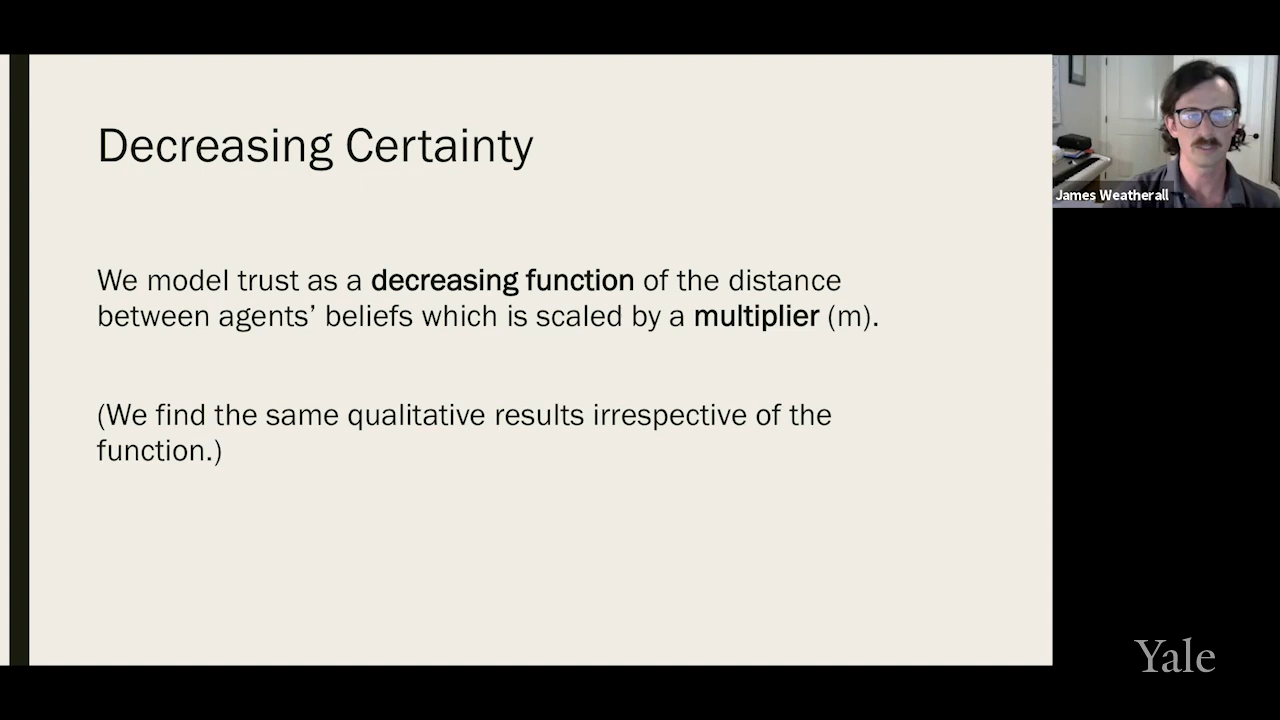 Decreasing Certainty
We model trust as a decreasing function of the distance
between agents’ beliefs which is scaled by a multiplier (m).
(We find the same qualitative results irrespective of the
function.)
James Weatherall
Yale